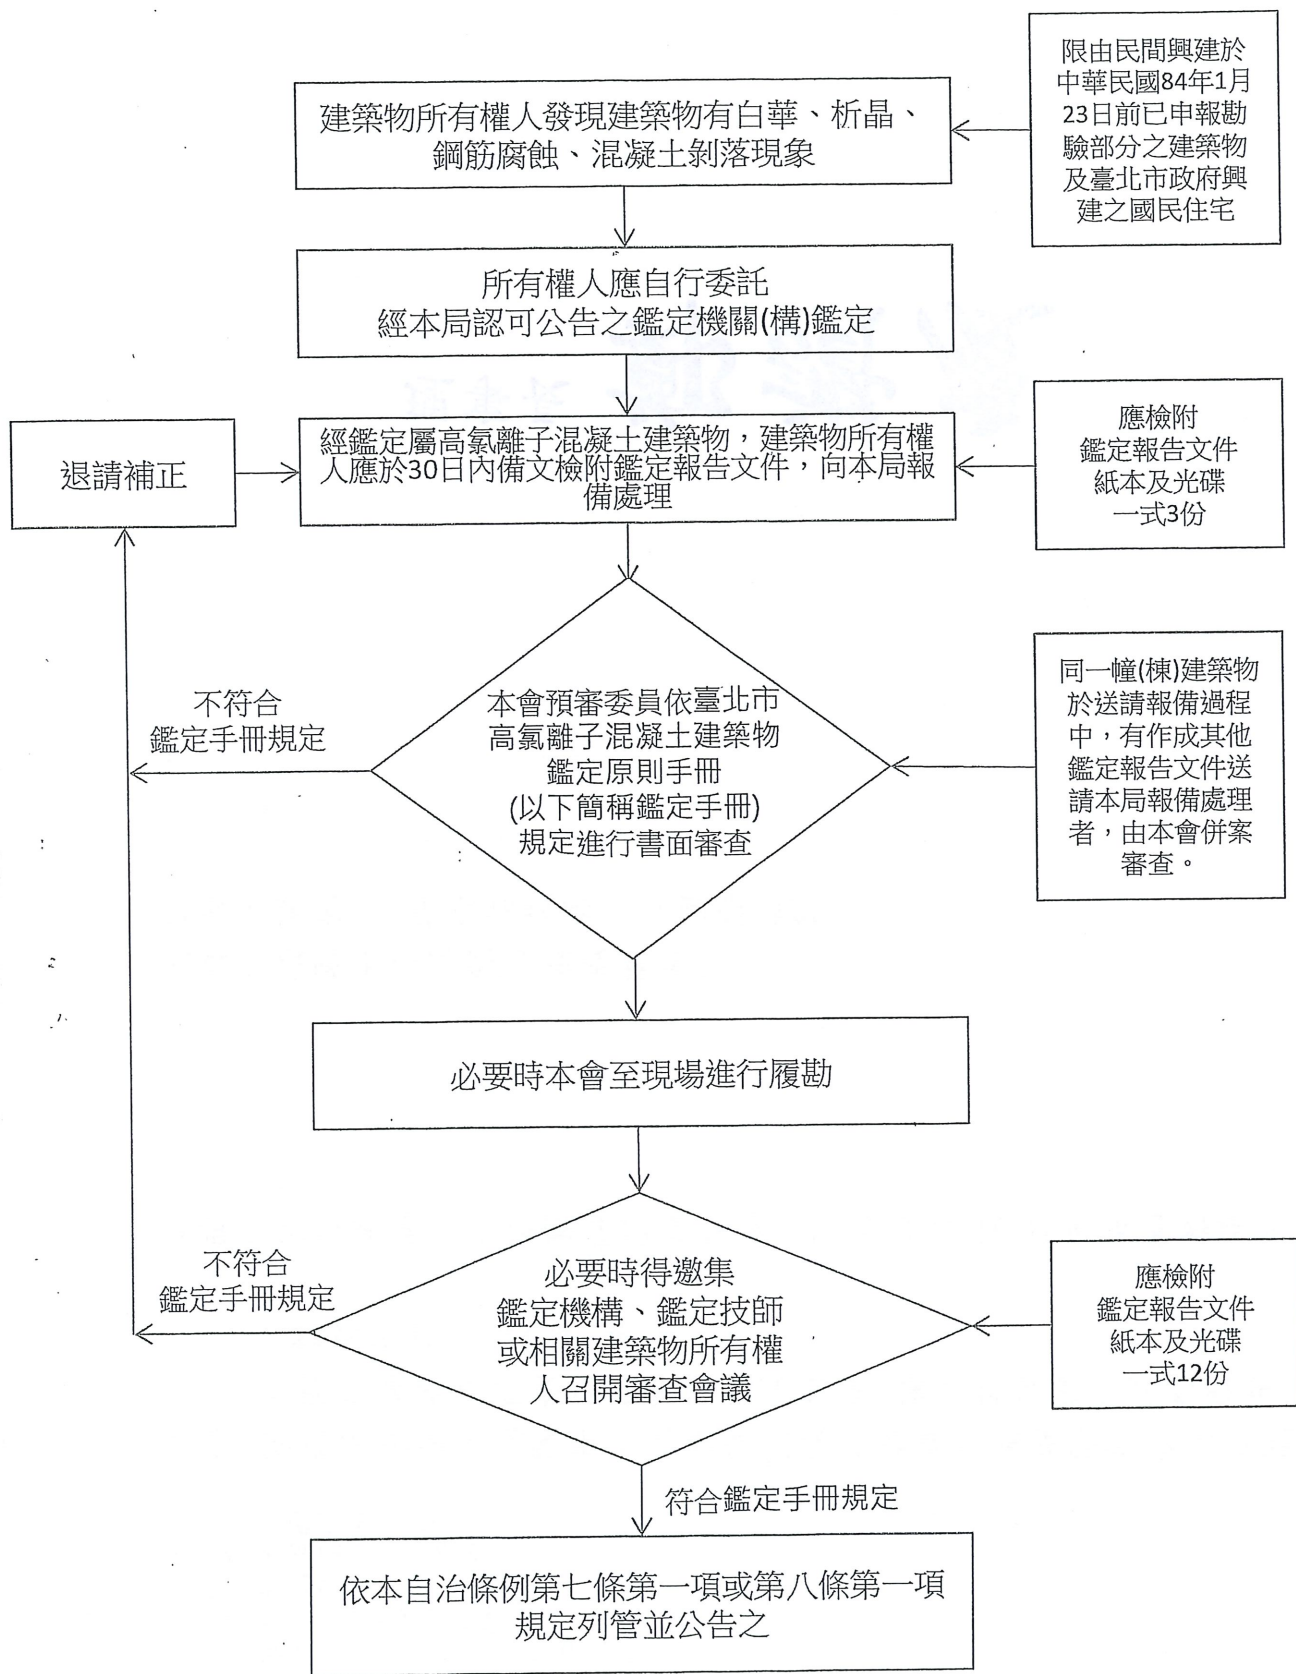 限由民間興建於
中華民國84年1月
23日前已申報勘
驗部分之建築物
及臺北市政府興
建之國民住宅
建築物所有權人發現建築物有白華、析晶、
鋼筋腐蝕、混凝土剝落現象
所有權人應自行委託
經本局認可公告之鑑定機關(構)鑑定
退請補正
經鑑定屬高氯離子混凝土建築物，建築物所有權
人應於30日內備文檢附鑑定報告文件，向本局報
備處理
應檢附
鑑定報告文件
紙本及光碟
一式3份
不符合
鑑定手冊規定
本會預審委員依臺北市
高氯離子混凝土建築物
鑑定原則手冊
(以下簡稱鑑定手冊)
規定進行書面審查
同一幢(棟)建築物
於送請報備過程
中，有作成其他
鑑定報告文件送
請本局報備處理
者，由本會併案
審查。
必要時本會至現場進行履勘
不符合
鑑定手冊規定
必要時得邀集
鑑定機構、鑑定技師
或相關建築物所有權
人召開審查會議
應檢附
鑑定報告文件
紙本及光碟
一式12份
符合鑑定手冊規定
依本自治條例第七條第一項或第八條第一項
規定列管並公告之